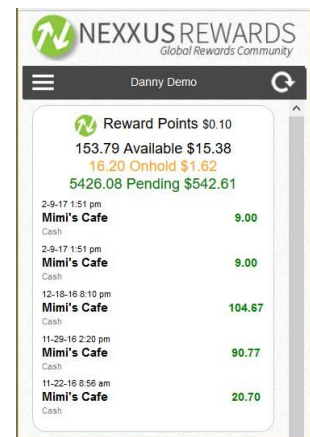 NEXXUS REWARDS
Global Rewards Community
Danny Demo
Reward Points $0.10
153.79 Available $15.38
16.20 Onhold $1.62
5426.08 Pending $542.61
2-9-17 1:51 pm
Mimi's Cafe 9.00
Cash
2-9-17 1:51 pm
Mimi's Cafe 9.00
Cash
12-18-16 8:10 pm
Mimi's Cafe 104.67
Cash
11-29-16 2:20 pm
Mimi's Cafe 90.77
Cash
11-22-16 8:56 am
Mimi's Cafe 20.70
Cash